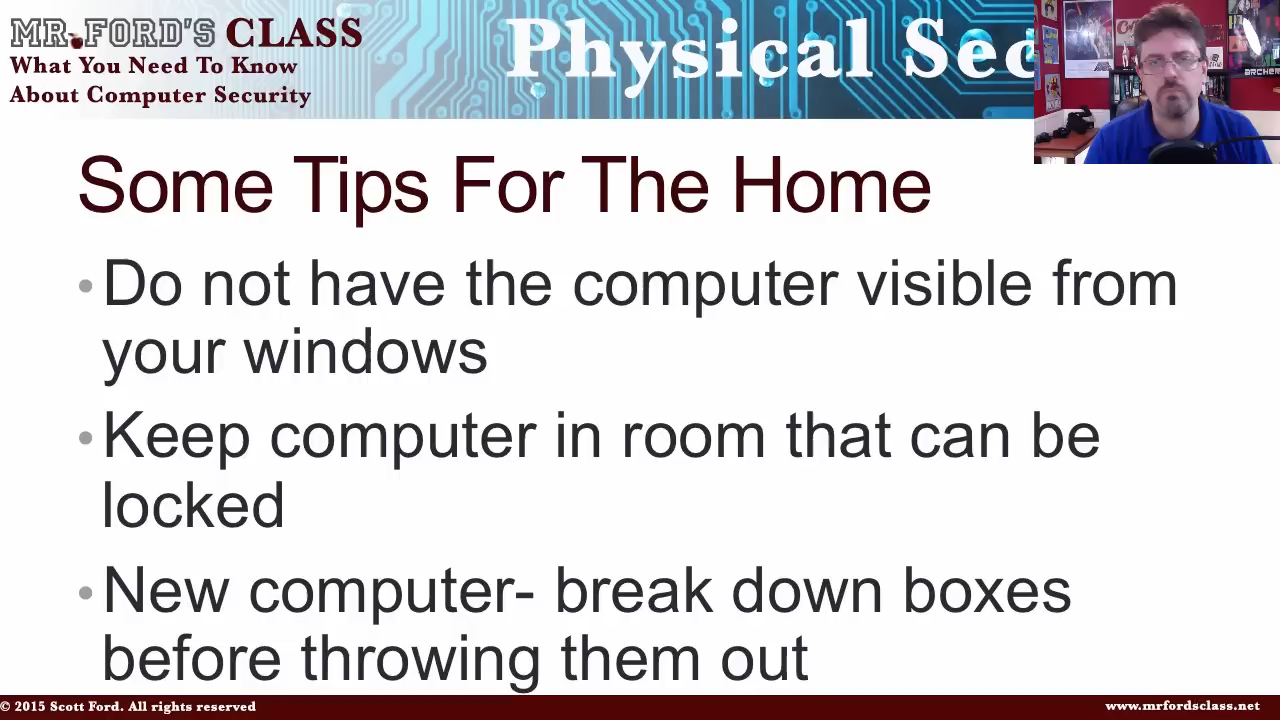 MR. FORD'S CLASS
What You Need To Know
About Computer Security
Physical Sec
ARCHER
Some Tips For The Home
• Do not have the computer visible from
your windows
• Keep computer in room that can be
locked
• New computer- break down boxes
before throwing them out
© 2015 Scott Ford. All rights reserved
www.mrfordsclass.net